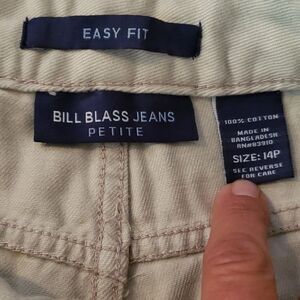 EASY FIT
BILL BLASS JEANS
PETITE
100% COTTON
MADE IN
BANGLADESH
RN#83910
SIZE: 14P
SEE REVERSE
FOR CARE